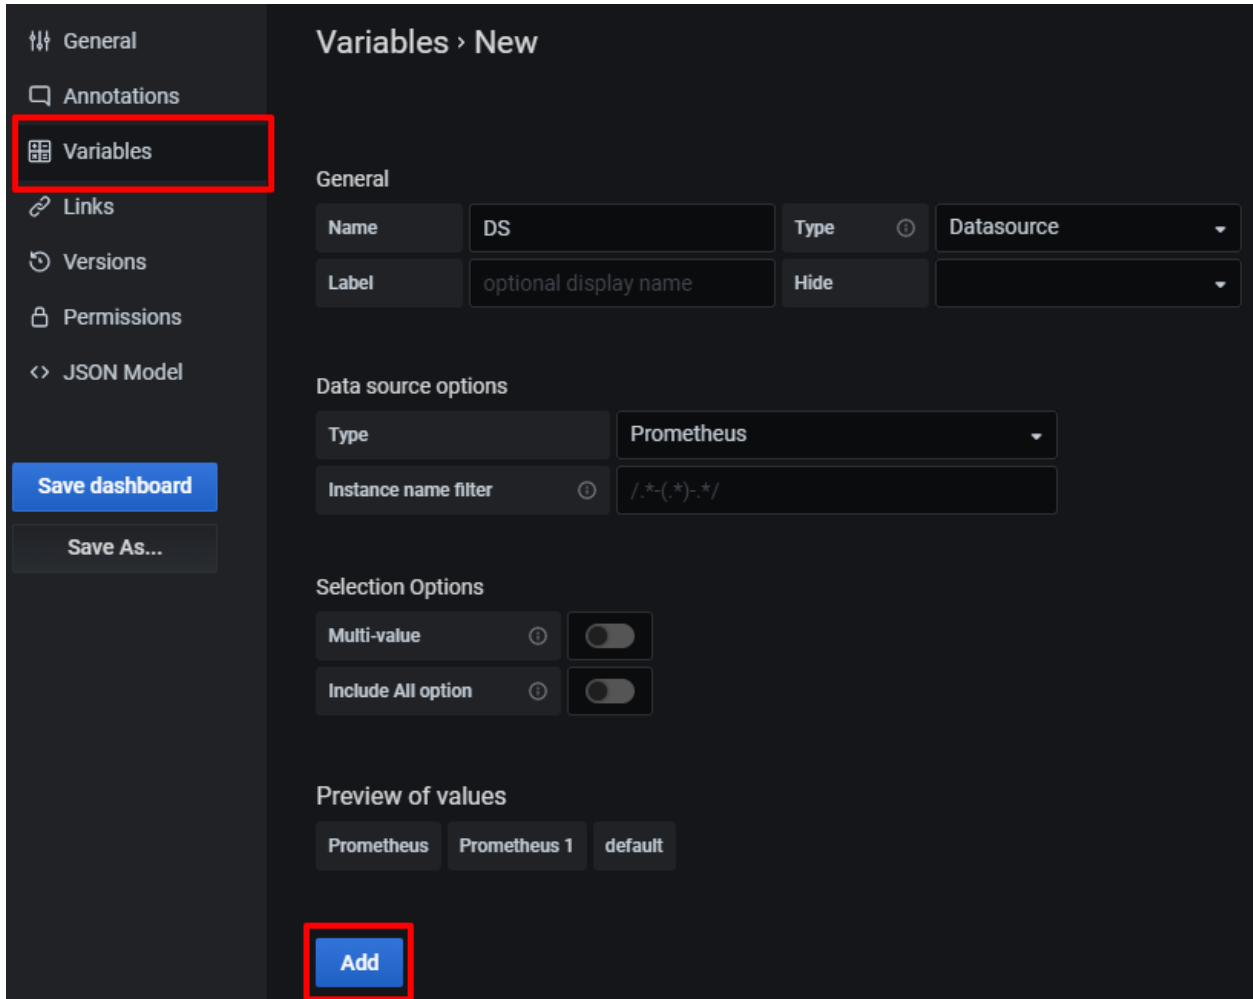 General
Annotations
Variables
Links
Versions
Permissions
<> JSON Model
Save dashboard
Save As...
Variables › New
General
Name DS Type Datasource
Label optional display name Hide
Data source options
Type Prometheus
Instance name filter /.*-(.*)-.*/
Selection Options
Multi-value
Include All option
Preview of values
Prometheus Prometheus 1 default
Add